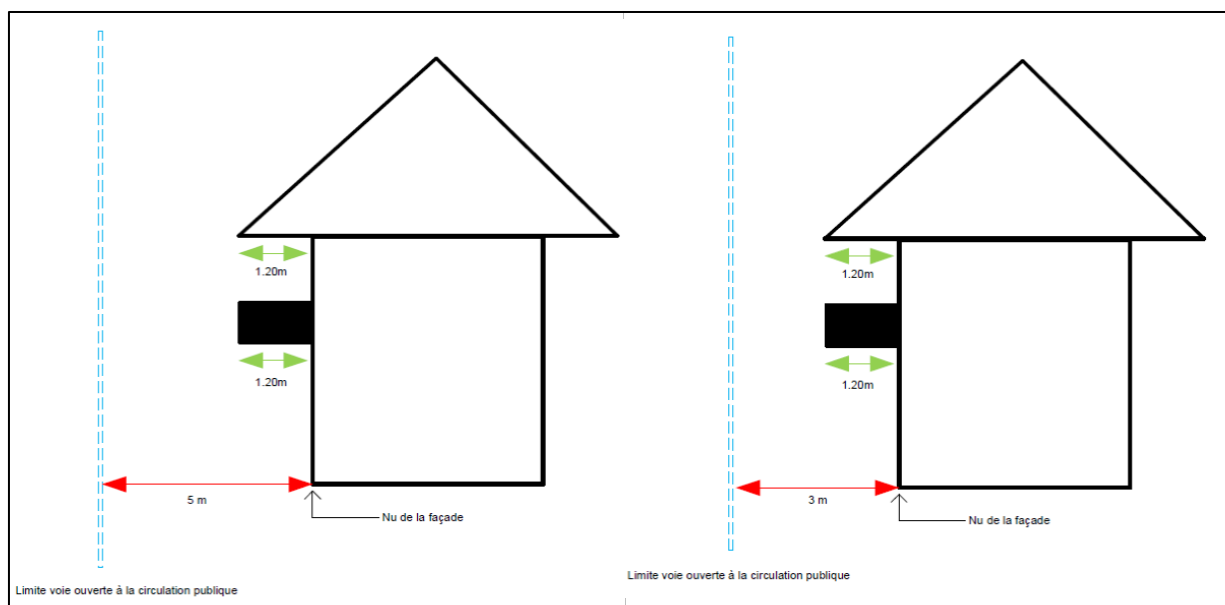 1.20m
1.20m
5 m
Nu de la façade
Limite voie ouverte à la circulation publique
1.20m
1.20m
3 m
Nu de la façade
Limite voie ouverte à la circulation publique